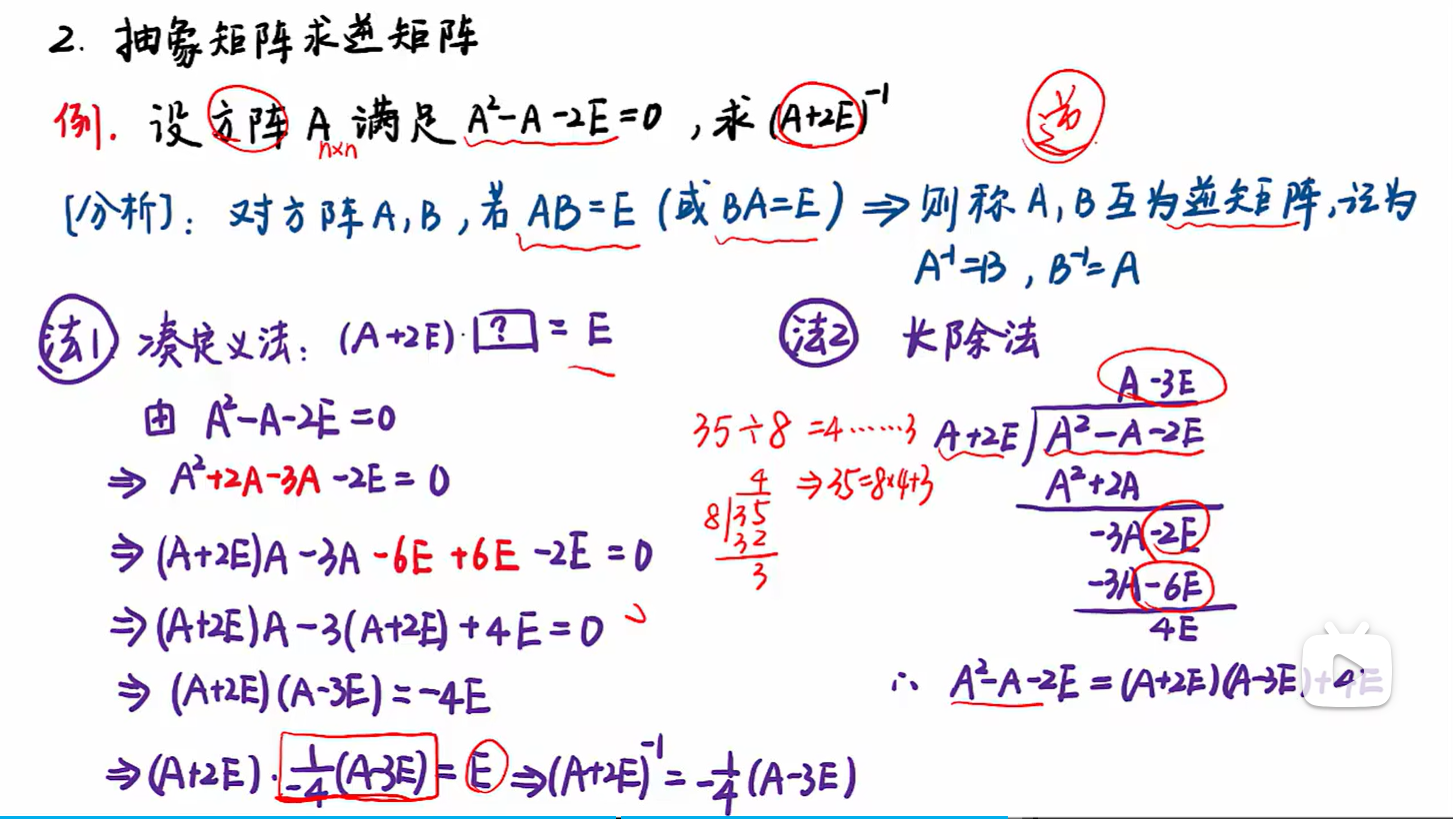 2. 抽象矩阵求逆矩阵
例. 设方阵 A 满足 A²-A-2E=0 , 求 (A+2E)⁻¹
n×n
逆
[分析]: 对方阵A,B, 若 AB=E (或 BA=E) ⇒ 则称 A,B互为逆矩阵,记为
A⁻¹=B , B⁻¹=A
法1 凑定义法: (A+2E)·[?] = E
由 A²-A-2E=0
⇒ A²+2A-3A-2E=0
⇒ (A+2E)A-3A-6E+6E-2E=0
⇒ (A+2E)A-3(A+2E)+4E=0
⇒ (A+2E)(A-3E)=-4E
⇒ (A+2E)·1/-4(A-3E)=E ⇒ (A+2E)⁻¹=-1/4(A-3E)
法2 长除法
35÷8=4……3
⇒35=8×4+3
4
8 35
32
3
A-3E
A+2E A²-A-2E
A²+2A
-3A-2E
-3A-6E
4E
∴ A²-A-2E=(A+2E)(A-3E)+4E